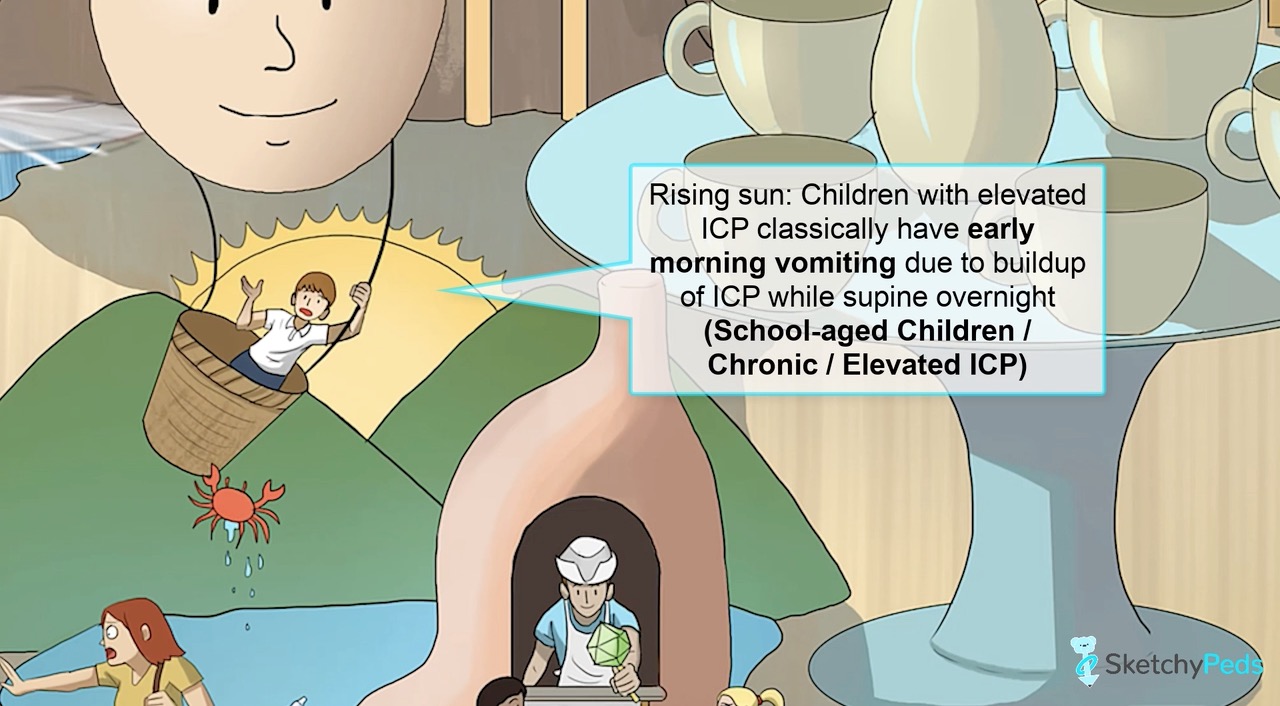 Rising sun: Children with elevated
ICP classically have early
morning vomiting due to buildup
of ICP while supine overnight
(School-aged Children /
Chronic / Elevated ICP)
SketchyPeds